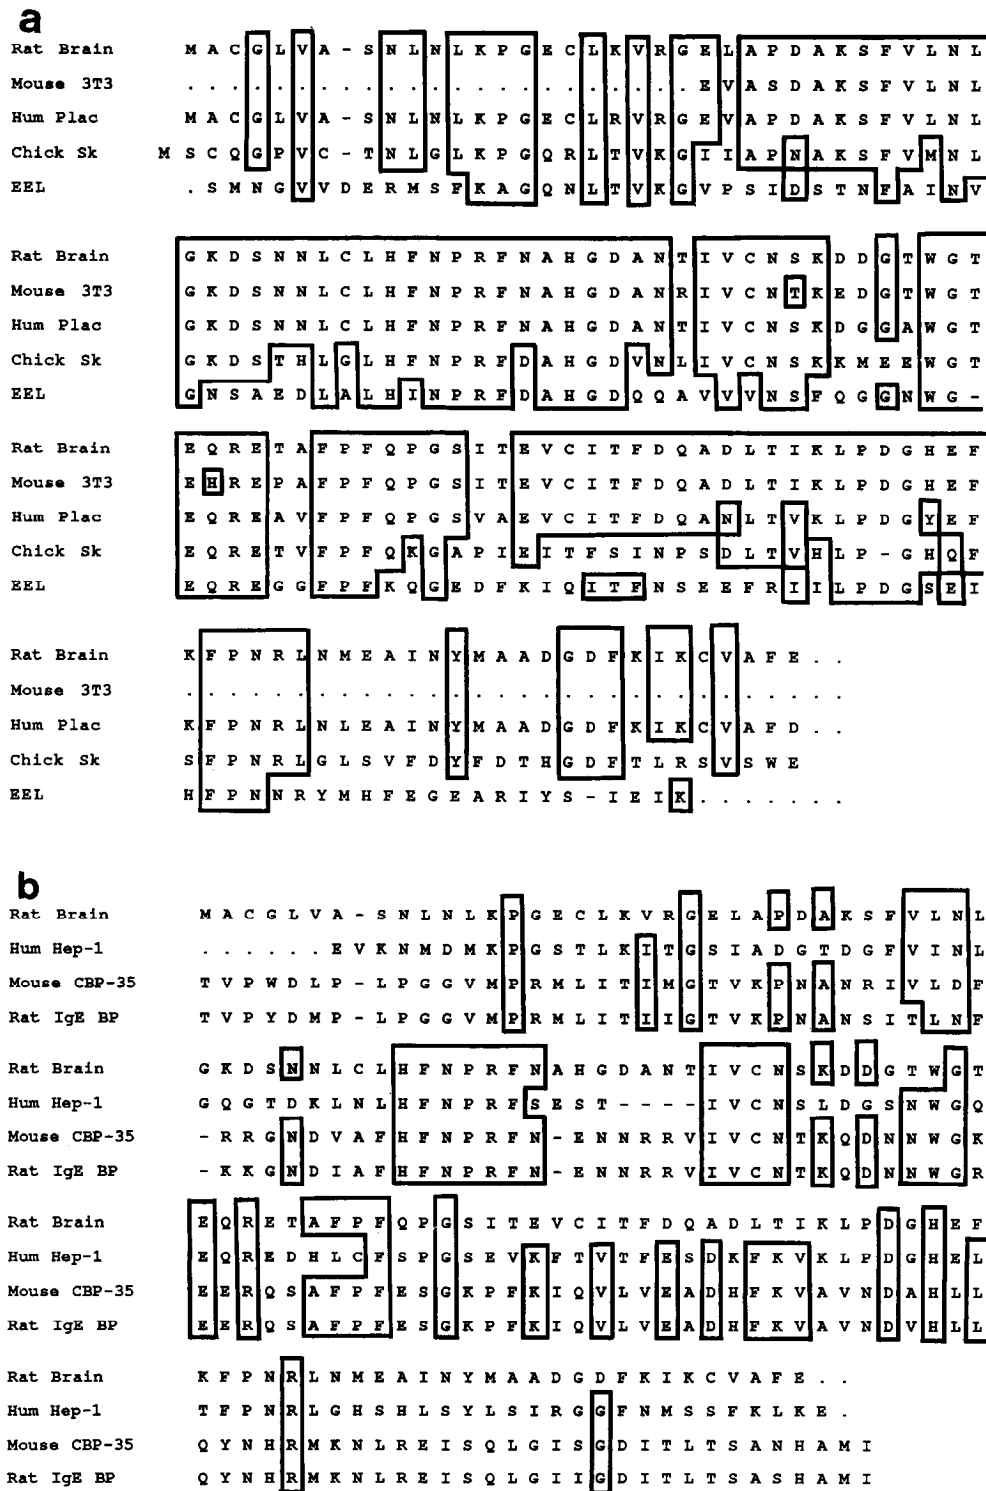 a
Rat Brain M A C G L V A - S N L N L K P G E C L K V R G E L A P D A K S F V L N L
Mouse 3T3 . . . . . . . . . . . . . . . . . . . . . . . E V A S D A K S F V L N L
Hum Plac M A C G L V A - S N L N L K P G E C L R V R G E V A P D A K S F V L N L
Chick Sk M S C Q G P V C - T N L G L K P G Q R L T V K G I I A P N A K S F V M N L
EEL . S M N G V V D E R M S F K A G Q N L T V K G V P S I D S T N F A I N V
Rat Brain G K D S N N L C L H F N P R F N A H G D A N T I V C N S K D D G T W G T
Mouse 3T3 G K D S N N L C L H F N P R F N A H G D A N R I V C N T K E D G T W G T
Hum Plac G K D S N N L C L H F N P R F N A H G D A N T I V C N S K D G G A W G T
Chick Sk G K D S T H L G L H F N P R F D A H G D V N L I V C N S K K M E E W G T
EEL G N S A E D L A L H I N P R F D A H G D Q Q A V V V N S F Q G G N W G -
Rat Brain E Q R E T A F P F Q P G S I T E V C I T F D Q A D L T I K L P D G H E F
Mouse 3T3 E H R E P A F P F Q P G S I T E V C I T F D Q A D L T I K L P D G H E F
Hum Plac E Q R E A V F P F Q P G S V A E V C I T F D Q A N L T V K L P D G Y E F
Chick Sk E Q R E T V F P F Q K G A P I E I T F S I N P S D L T V H L P - G H Q F
EEL E Q R E G G F P F K Q G E D F K I Q I T F N S E E F R I I L P D G S E I
Rat Brain K F P N R L N M E A I N Y M A A D G D F K I K C V A F E . .
Mouse 3T3 . . . . . . . . . . . . . . . . . . . . . . . . . . . . . .
Hum Plac K F P N R L N L E A I N Y M A A D G D F K I K C V A F D . .
Chick Sk S F P N R L G L S V F D Y F D T H G D F T L R S V S W E
EEL H F P N N R Y M H F E G E A R I Y S - I E I K . . . . . . .
b
Rat Brain M A C G L V A - S N L N L K P G E C L K V R G E L A P D A K S F V L N L
Hum Hep-1 . . . . . . E V K N M D M K P G S T L K I T G S I A D G T D G F V I N L
Mouse CBP-35 T V P W D L P - L P G G V M P R M L I T I M G T V K P N A N R I V L D F
Rat IgE BP T V P Y D M P - L P G G V M P R M L I T I I G T V K P N A N S I T L N F
Rat Brain G K D S N N L C L H F N P R F N A H G D A N T I V C N S K D D G T W G T
Hum Hep-1 G Q G T D K L N L H F N P R F S E S T - - - - I V C N S L D G S N W G Q
Mouse CBP-35 - R R G N D V A F H F N P R F N - E N N R R V I V C N T K Q D N N W G K
Rat IgE BP - K K G N D I A F H F N P R F N - E N N R R V I V C N T K Q D N N W G R
Rat Brain E Q R E T A F P F Q P G S I T E V C I T F D Q A D L T I K L P D G H E F
Hum Hep-1 E Q R E D H L C F S P G S E V K F T V T F E S D K F K V K L P D G H E L
Mouse CBP-35 E E R Q S A F P F E S G K P F K I Q V L V E A D H F K V A V N D A H L L
Rat IgE BP E E R Q S A F P F E S G K P F K I Q V L V E A D H F K V A V N D V H L L
Rat Brain K F P N R L N M E A I N Y M A A D G D F K I K C V A F E . .
Hum Hep-1 T F P N R L G H S H L S Y L S I R G G F N M S S F K L K E .
Mouse CBP-35 Q Y N H R M K N L R E I S Q L G I S G D I T L T S A N H A M I
Rat IgE BP Q Y N H R M K N L R E I S Q L G I I G D I T L T S A S H A M I